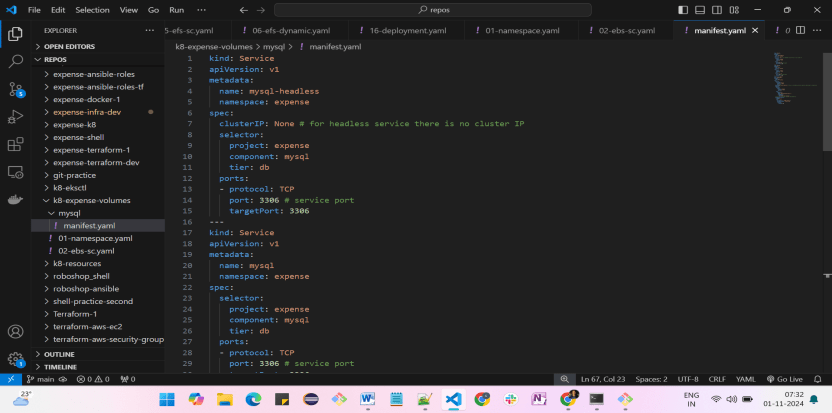 File Edit Selection View Go Run ··· repos
EXPLORER ···
OPEN EDITORS
REPOS
expense-ansible-roles
expense-ansible-roles-tf
expense-docker-1
expense-infra-dev
expense-k8
expense-shell
expense-terraform-1
expense-terraform-dev
git-practice
k8-eksctl
k8-expense-volumes
mysql
! manifest.yaml
! 01-namespace.yaml
! 02-ebs-sc.yaml
k8-resources
roboshop_shell
roboshop-ansible
shell-practice-second
Terraform-1
terraform-aws-ec2
terraform-aws-security-group
OUTLINE
TIMELINE
5-efs-sc.yaml ! 06-efs-dynamic.yaml ! 16-deployment.yaml ! 01-namespace.yaml ! 02-ebs-sc.yaml ! manifest.yaml ! 0 ···
k8-expense-volumes > mysql > ! manifest.yaml
1 kind: Service
2 apiVersion: v1
3 metadata:
4 name: mysql-headless
5 namespace: expense
6 spec:
7 clusterIP: None # for headless service there is no cluster IP
8 selector:
9 project: expense
10 component: mysql
11 tier: db
12 ports:
13 - protocol: TCP
14 port: 3306 # service port
15 targetPort: 3306
16 ---
17 kind: Service
18 apiVersion: v1
19 metadata:
20 name: mysql
21 namespace: expense
22 spec:
23 selector:
24 project: expense
25 component: mysql
26 tier: db
27 ports:
28 - protocol: TCP
29 port: 3306 # service port
main 0 0 0 Ln 67, Col 23 Spaces: 2 UTF-8 CRLF YAML Go Live
23° ENG IN 07:32
01-11-2024